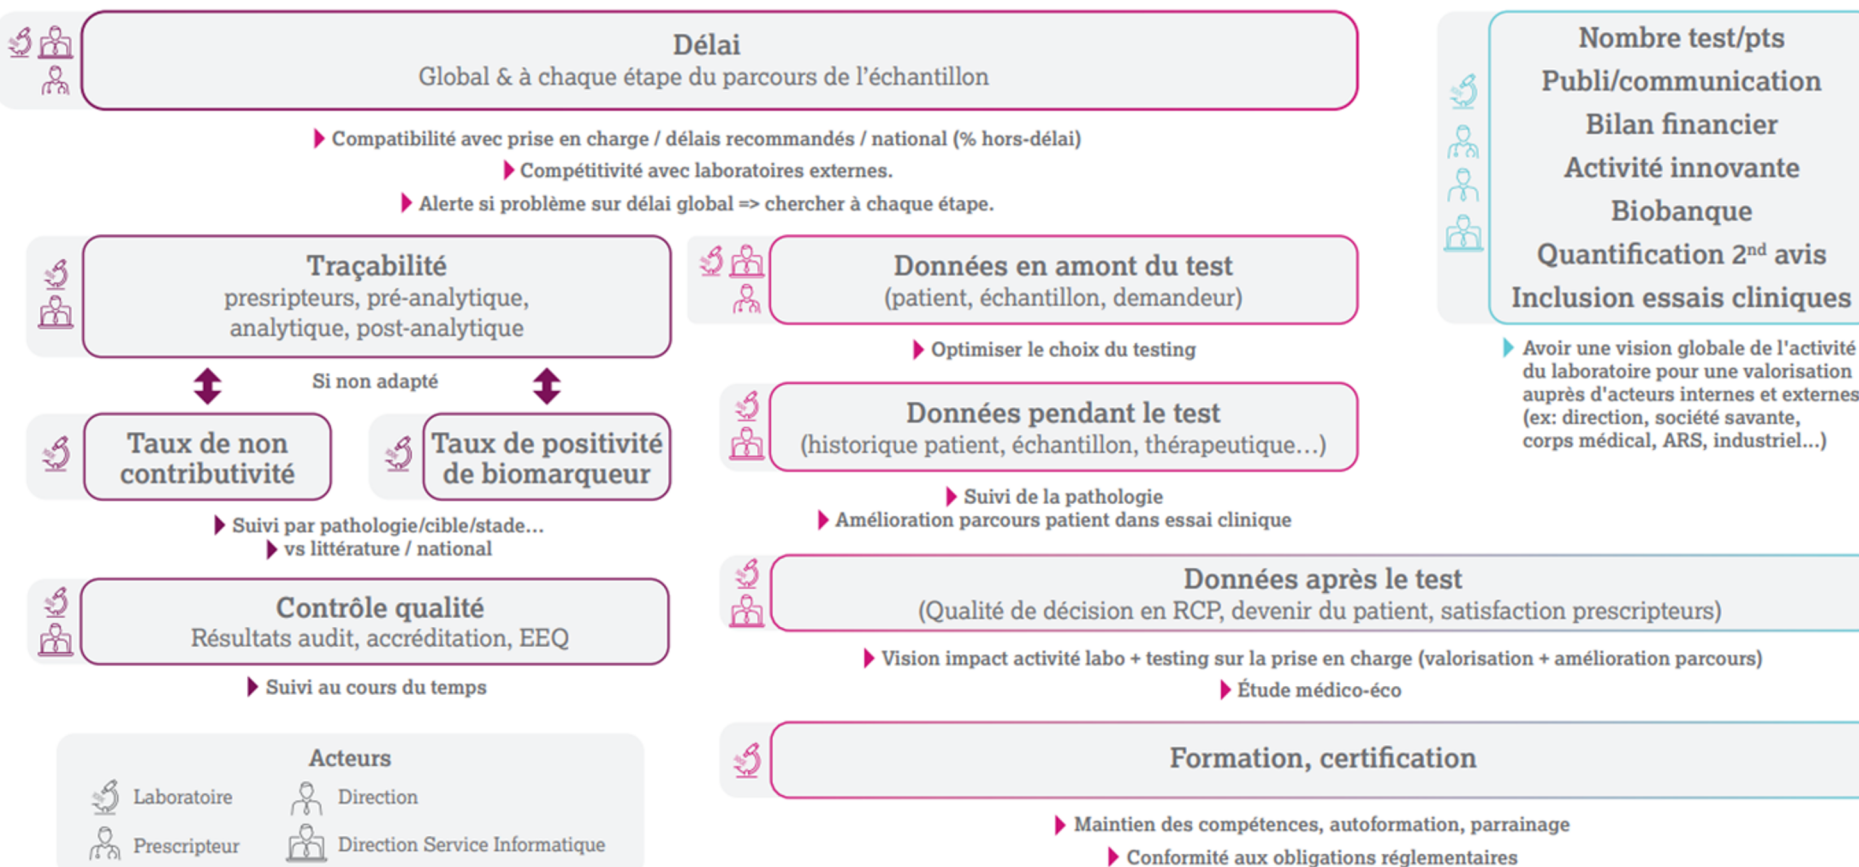 Délai
Global & à chaque étape du parcours de l'échantillon
Compatibilité avec prise en charge / délais recommandés / national (% hors-délai)
Compétitivité avec laboratoires externes.
Alerte si problème sur délai global => chercher à chaque étape.
Traçabilité
presripteurs, pré-analytique,
analytique, post-analytique
Si non adapté
Taux de non
contributivité
Taux de positivité
de biomarqueur
Suivi par pathologie/cible/stade...
vs littérature / national
Contrôle qualité
Résultats audit, accréditation, EEQ
Suivi au cours du temps
Acteurs
Laboratoire
Direction
Prescripteur
Direction Service Informatique
Données en amont du test
(patient, échantillon, demandeur)
Optimiser le choix du testing
Données pendant le test
(historique patient, échantillon, thérapeutique...)
Suivi de la pathologie
Amélioration parcours patient dans essai clinique
Données après le test
(Qualité de décision en RCP, devenir du patient, satisfaction prescripteurs)
Vision impact activité labo + testing sur la prise en charge (valorisation + amélioration parcours)
Étude médico-éco
Formation, certification
Maintien des compétences, autoformation, parrainage
Conformité aux obligations réglementaires
Nombre test/pts
Publi/communication
Bilan financier
Activité innovante
Biobanque
Quantification 2nd avis
Inclusion essais cliniques
Avoir une vision globale de l'activité
du laboratoire pour une valorisation
auprès d'acteurs internes et externes
(ex: direction, société savante,
corps médical, ARS, industriel...)